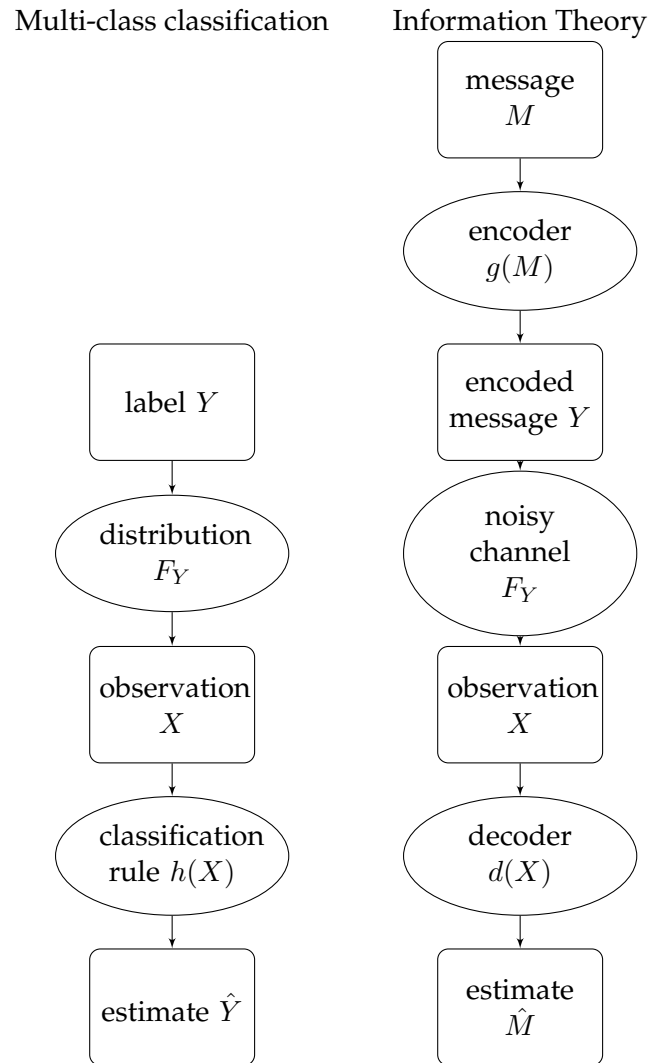 Multi-class classification
Information Theory
message
M
encoder
g(M)
label Y
encoded
message Y
distribution
F_Y
noisy
channel
F_Y
observation
X
observation
X
classification
rule h(X)
decoder
d(X)
estimate Ŷ
estimate
M̂